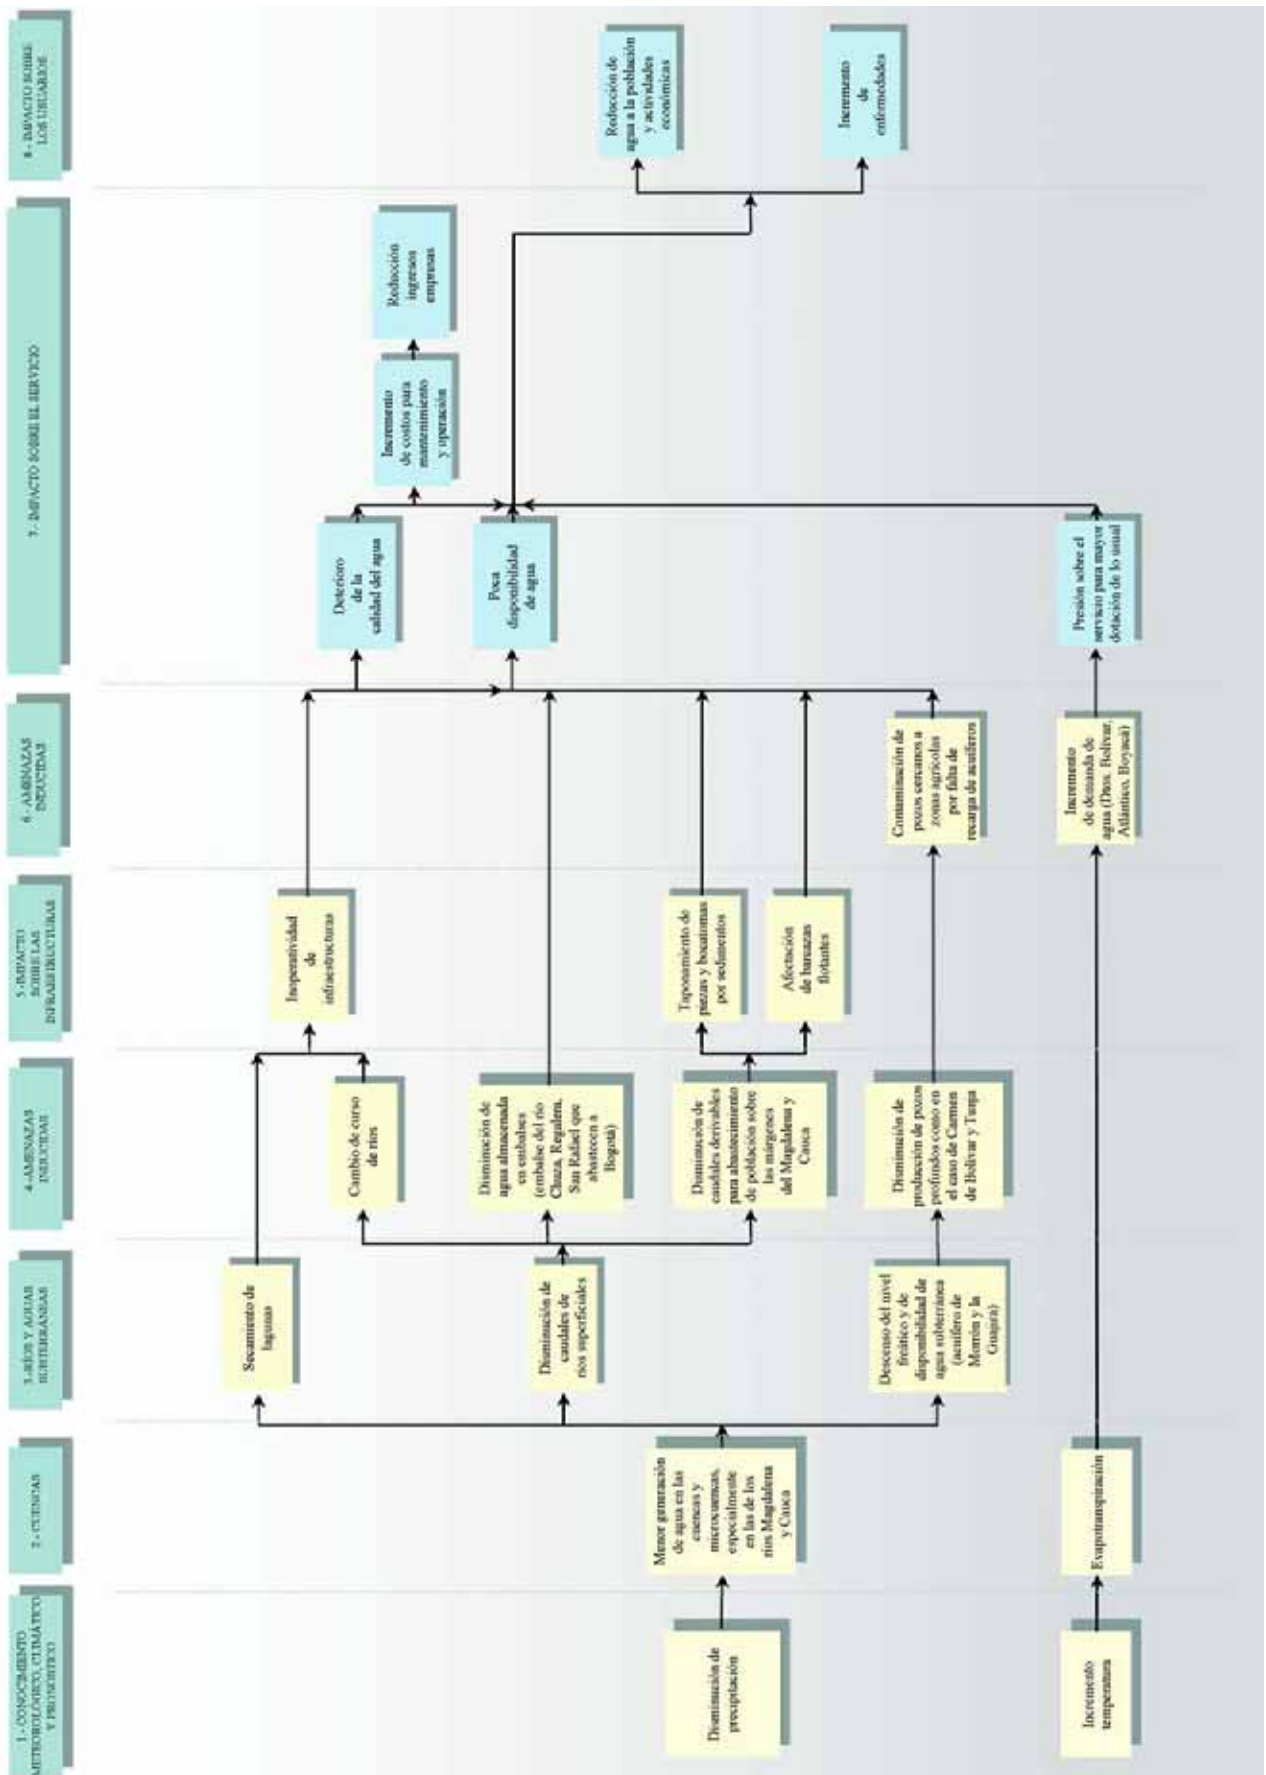 1 - CONOCIMIENTO
METEOROLÓGICO, CLIMÁTICO
Y PRONÓSTICO
2 - CUENCAS
3 -RÍOS Y AGUAS
SUBTERRÁNEAS
4 -AMENAZAS
INDUCIDAS
5 -IMPACTO
SOBRE LAS
INFRAESTRUCTURAS
6 - AMENAZAS
INDUCIDAS
7 - IMPACTO SOBRE EL SERVICIO
8 - IMPACTO SOBRE
LOS USUARIOS
Secamiento de
lagunas
Inoperatividad
de
infraestructuras
Cambio de curso
de ríos
Deterioro
de la
calidad del agua
Incremento
de costos para
mantenimiento
y operación
Reducción
ingresos
empresas
Disminución de
caudales de
ríos superficiales
Disminución de
agua almacenada
en embalses
(embalse del río
Chuza, Regalera,
San Rafael que
abastecen a
Bogotá)
Poca
disponibilidad
de agua
Reducción de
agua a la población
y actividades
económicas
Disminución de
precipitación
Menor generación
de agua en las
cuencas y
microcuencas,
especialmente
en las de los
ríos Magdalena
y Cauca
Disminución de
caudales derivables
para abastecimiento
de población sobre
las márgenes
del Magdalena y
Cauca
Taponamiento de
piezas y bocatomas
por sedimentos
Afectación
de barcazas
flotantes
Incremento
de
enfermedades
Descenso del nivel
freático y de
disponibilidad de
agua subterránea
(acuífero de
Morrón y la
Guajira)
Disminución de
producción de pozos
profundos como en
el caso de Carmen
de Bolívar y Tunja
Contaminación de
pozos cercanos a
zonas agrícolas
por falta de
recarga de acuíferos
Incremento
temperatura
Evapotranspiración
Incremento
de demanda de
agua (Dtos. Bolívar,
Atlántico, Boyacá)
Presión sobre el
servicio para mayor
dotación de lo usual